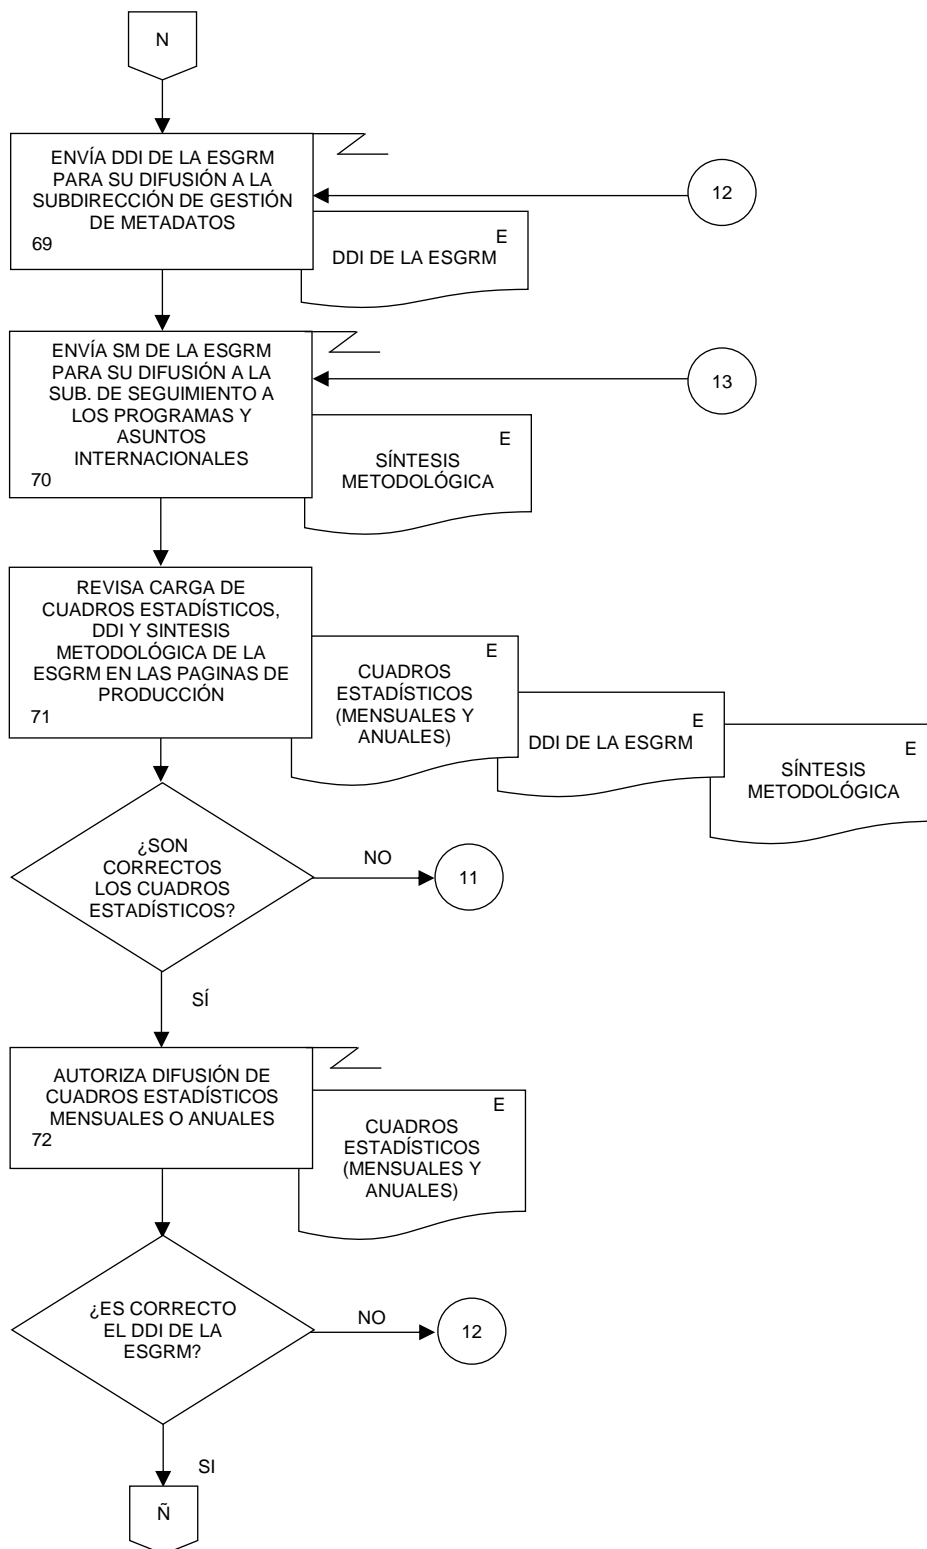 N
ENVÍA DDI DE LA ESGRM
PARA SU DIFUSIÓN A LA
SUBDIRECCIÓN DE GESTIÓN
DE METADATOS
69
12
E
DDI DE LA ESGRM
ENVÍA SM DE LA ESGRM
PARA SU DIFUSIÓN A LA
SUB. DE SEGUIMIENTO A
LOS PROGRAMAS Y
ASUNTOS
INTERNACIONALES
70
13
E
SÍNTESIS
METODOLÓGICA
REVISA CARGA DE
CUADROS ESTADÍSTICOS,
DDI Y SINTESIS
METODOLÓGICA DE LA
ESGRM EN LAS PAGINAS DE
PRODUCCIÓN
71
E
CUADROS
ESTADÍSTICOS
(MENSUALES Y
ANUALES)
E
DDI DE LA ESGRM
E
SÍNTESIS
METODOLÓGICA
¿SON
CORRECTOS
LOS CUADROS
ESTADÍSTICOS?
NO
11
SÍ
AUTORIZA DIFUSIÓN DE
CUADROS ESTADÍSTICOS
MENSUALES O ANUALES
72
E
CUADROS
ESTADÍSTICOS
(MENSUALES Y
ANUALES)
¿ES CORRECTO
EL DDI DE LA
ESGRM?
NO
12
SI
Ñ